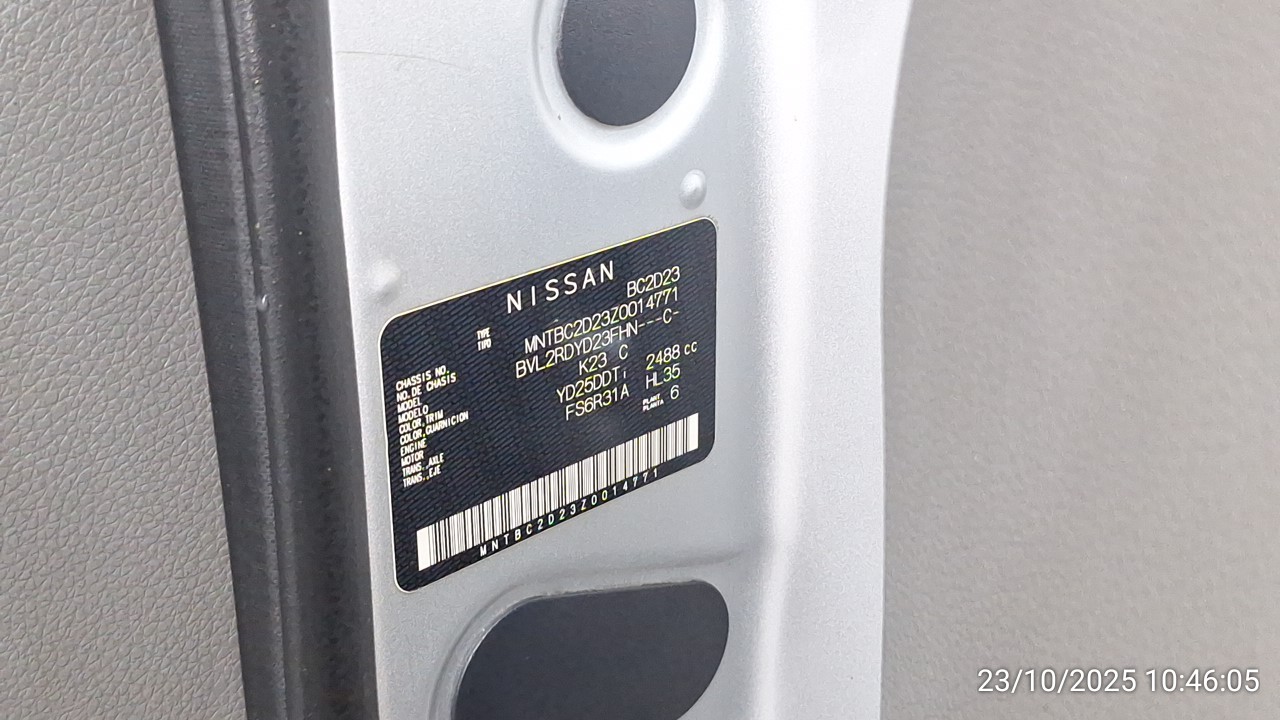 NISSAN
TYPE
TIPO
BC2D23
CHASSIS NO.
NO.DE CHASIS
MNTBC2D23Z0014771
MODEL
MODELO
BVL2RDYD23FHN---C-
COLOR,TRIM
COLOR,GUARNICION
K23 C
ENGINE
MOTOR
YD25DDTi 2488 cc
TRANS.,AXLE
TRANS.,EJE
FS6R31A HL35
PLANT
PLANTA
6
MNTBC2D23Z0014771
23/10/2025 10:46:05